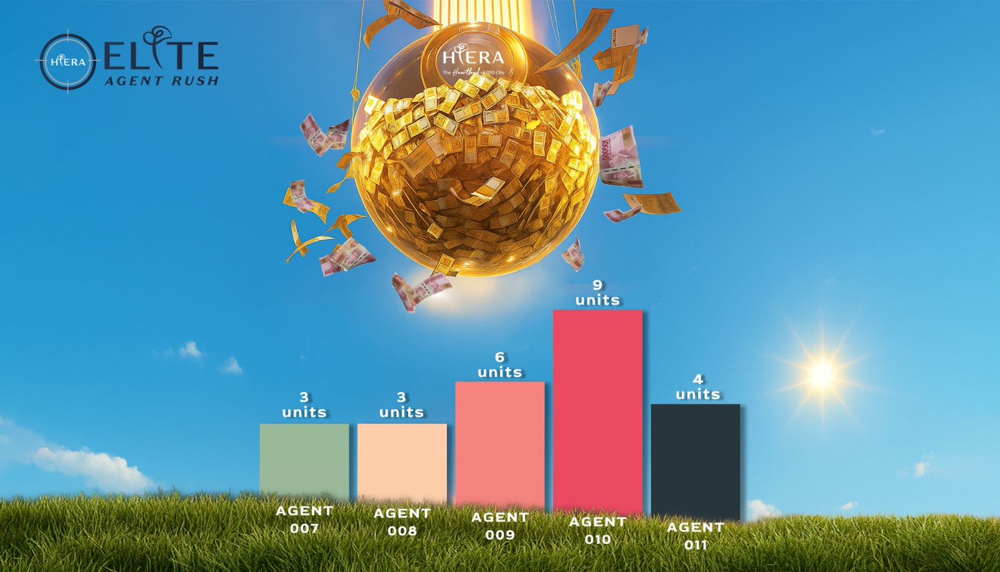 HIERA
ELITE
AGENT RUSH
HIERA
The Heartland of BSD City
9
units
6
units
3
units
3
units
4
units
AGENT
007
AGENT
008
AGENT
009
AGENT
010
AGENT
011
100000